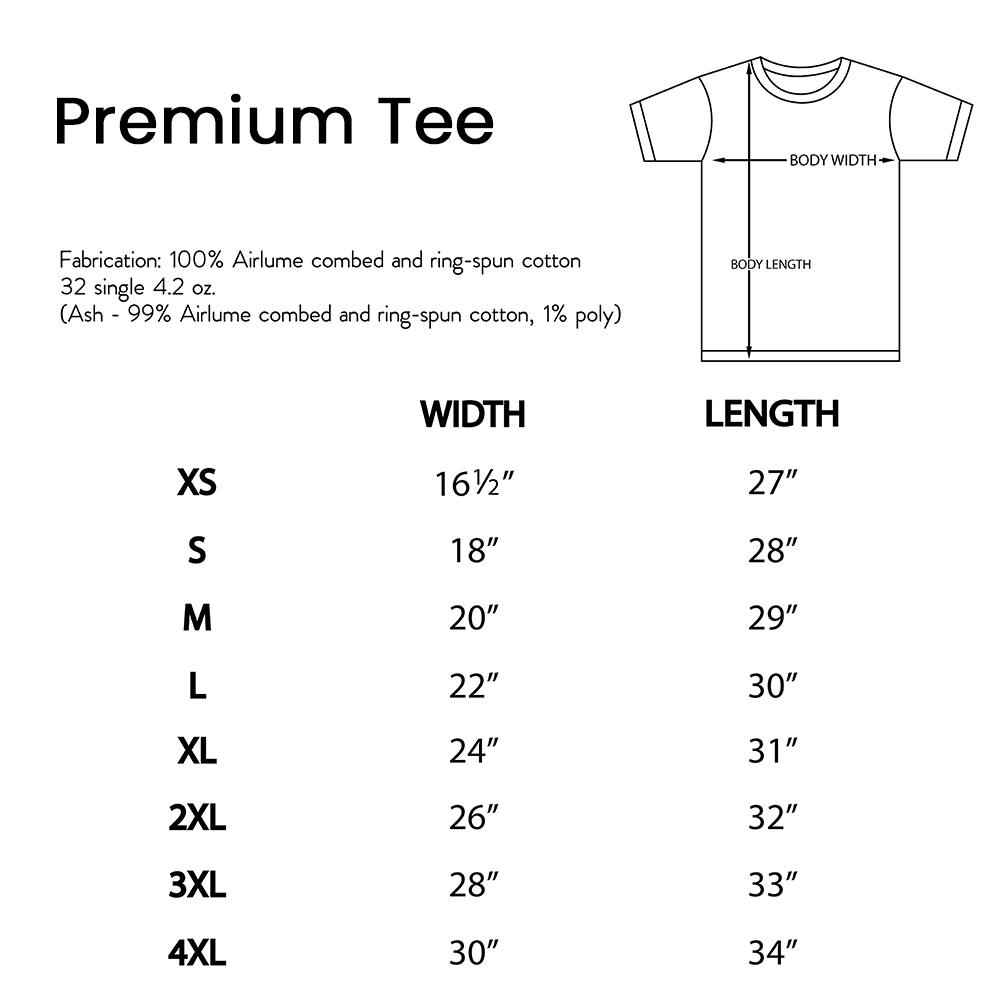 Premium Tee
BODY WIDTH
Fabrication: 100% Airlume combed and ring-spun cotton
BODY LENGTH
32 single 4.2 oz.
(Ash - 99% Airlume combed and ring-spun cotton, 1% poly)
WIDTH LENGTH
XS 16½” 27”
S 18” 28”
M 20” 29”
L 22” 30”
XL 24” 31”
2XL 26” 32”
3XL 28” 33”
4XL 30” 34”